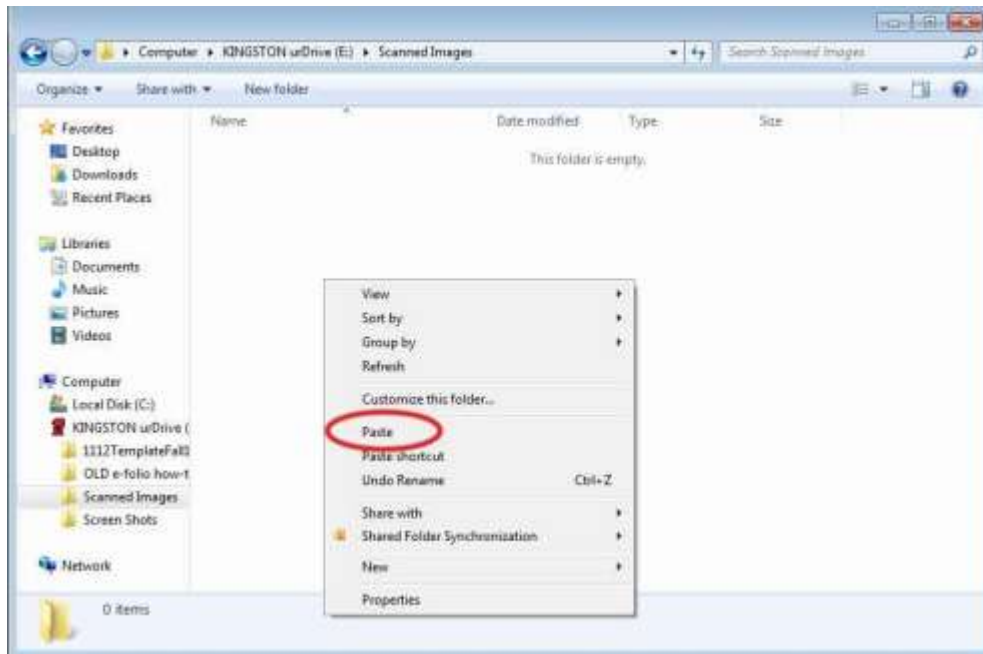 Computer ▸ KINGSTON urDrive (E:) ▸ Scanned Images
Search Scanned Images
Organize Share with New folder
Name Date modified Type Size
This folder is empty.
Favorites
Desktop
Downloads
Recent Places
Libraries
Documents
Music
Pictures
Videos
Computer
Local Disk (C:)
KINGSTON urDrive (
1112TemplateFall1
OLD e-folio how-t
Scanned Images
Screen Shots
Network
View
Sort by
Group by
Refresh
Customize this folder...
Paste
Paste shortcut
Undo Rename Ctrl+Z
Share with
Shared Folder Synchronization
New
Properties
0 items